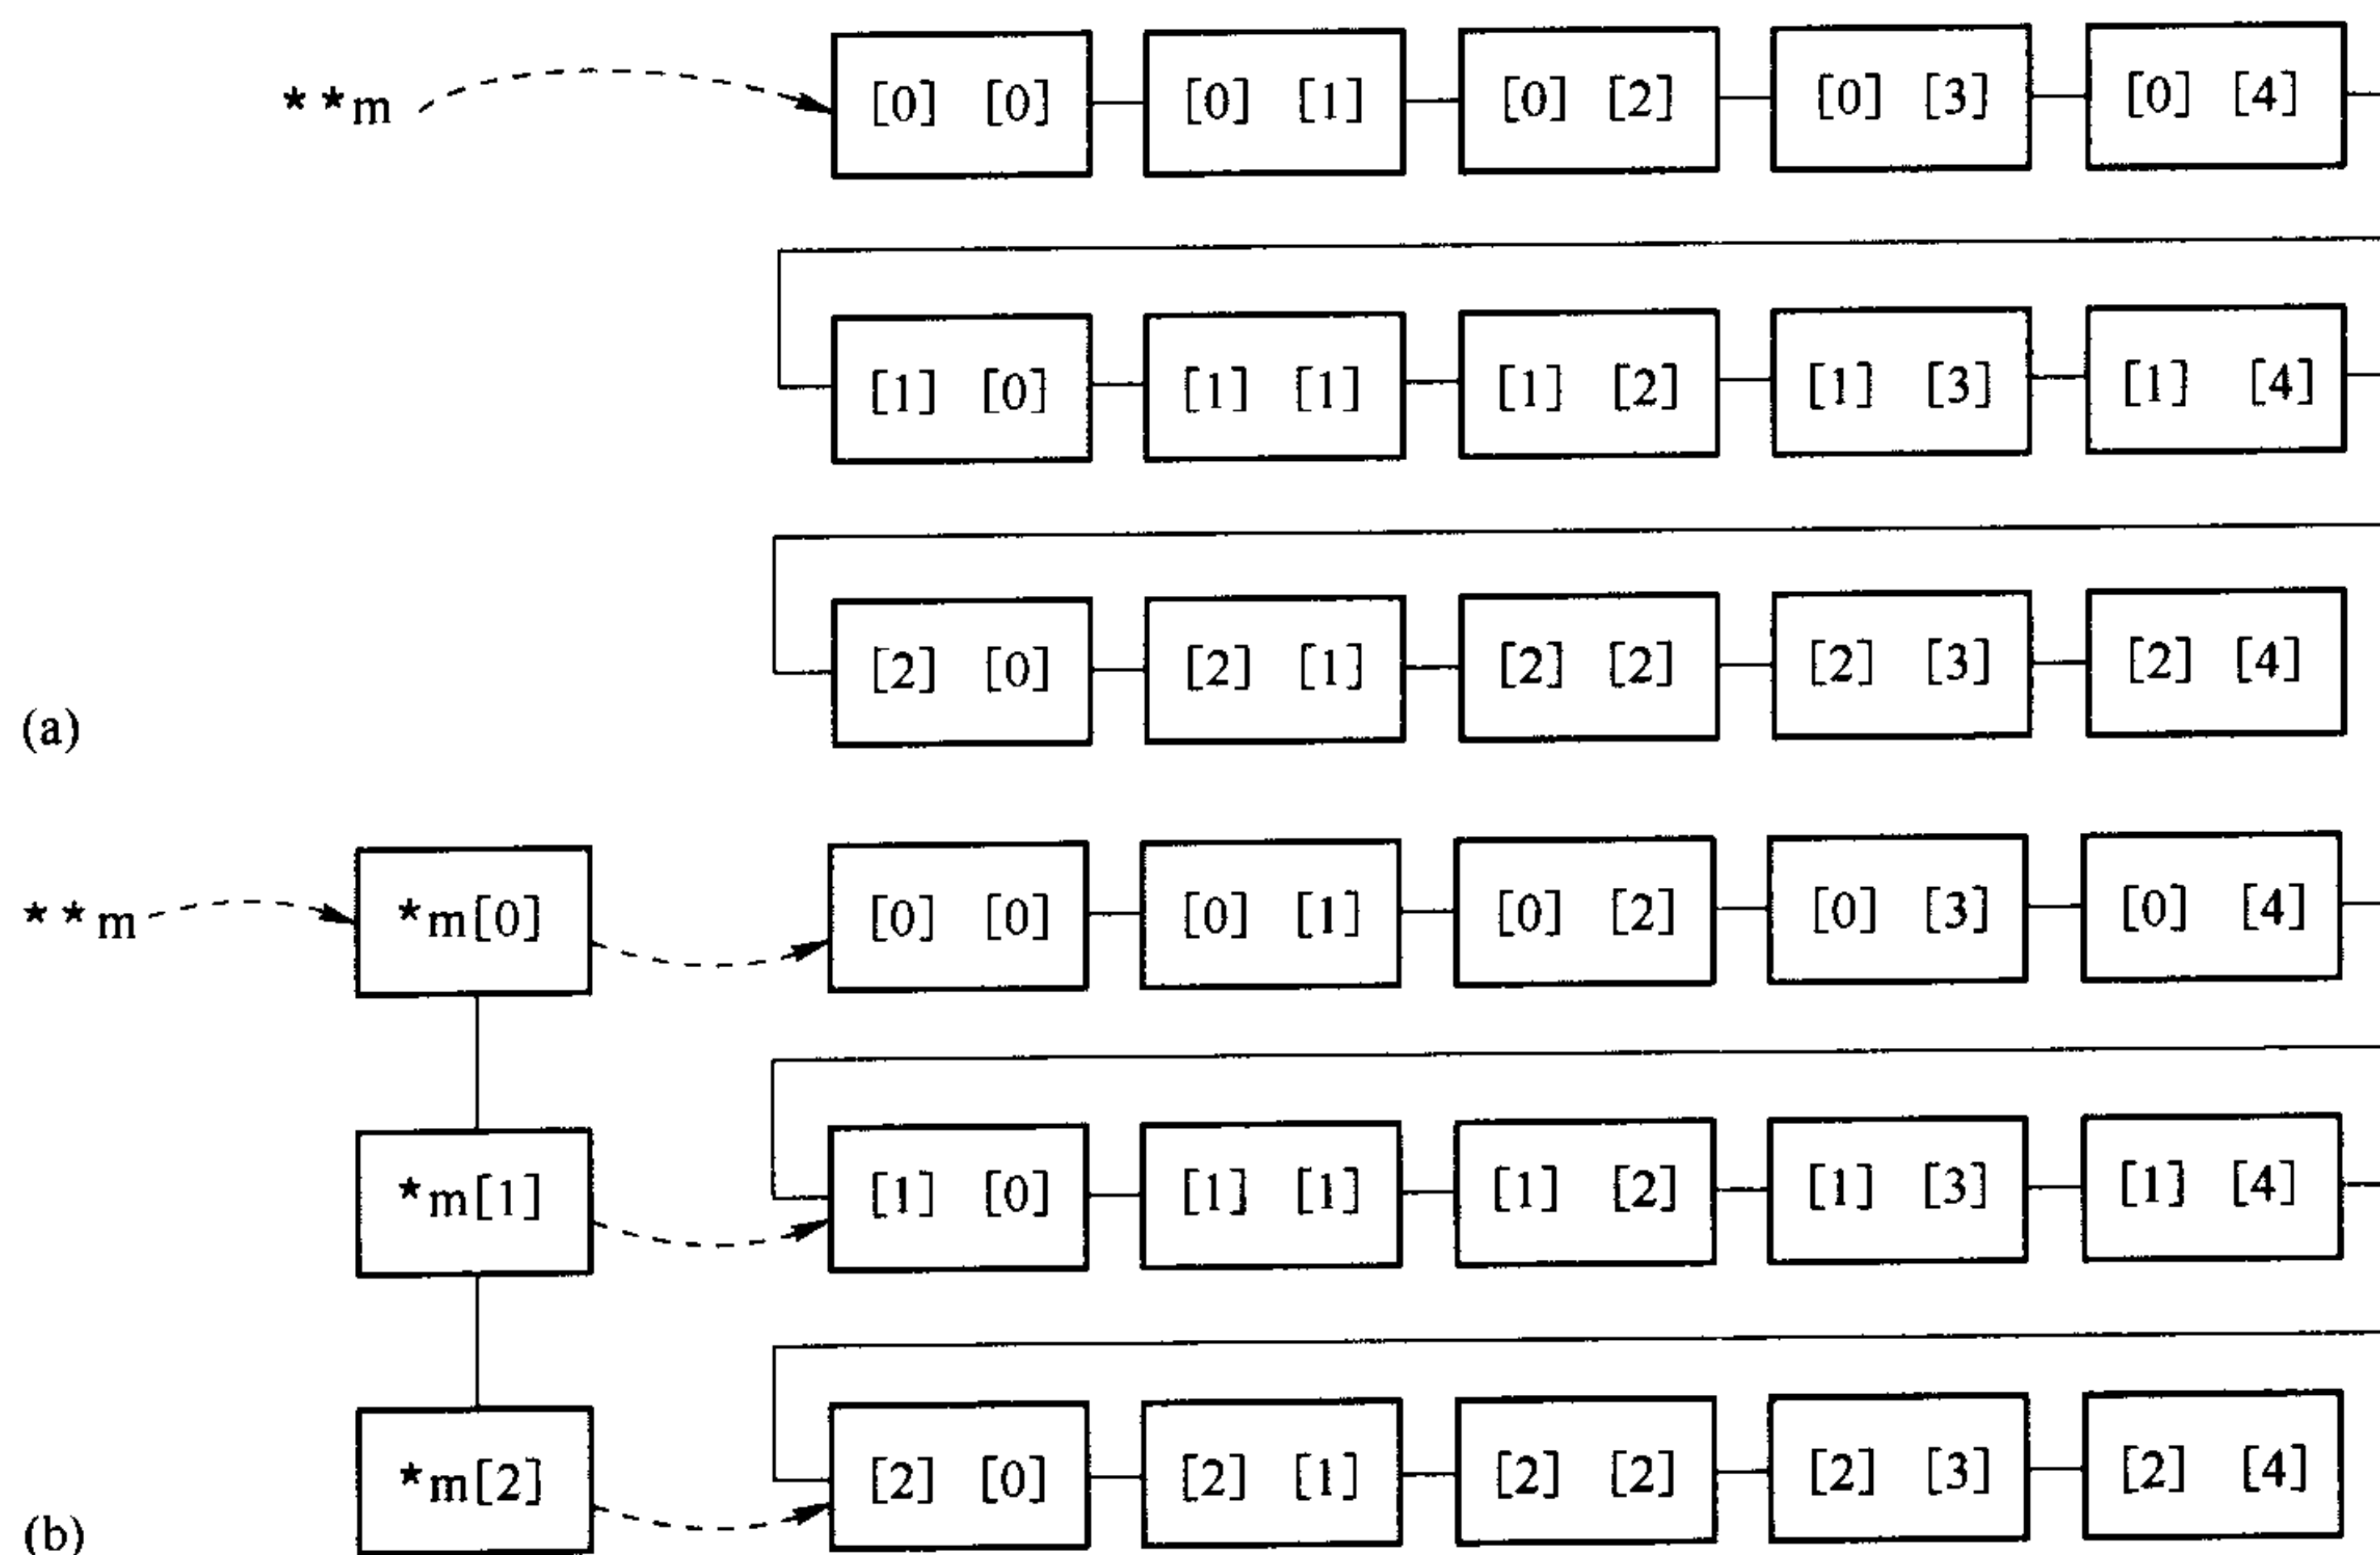 **m [0] [0] [0] [1] [0] [2] [0] [3] [0] [4]
[1] [0] [1] [1] [1] [2] [1] [3] [1] [4]
[2] [0] [2] [1] [2] [2] [2] [3] [2] [4]
(a)
**m *m[0] [0] [0] [0] [1] [0] [2] [0] [3] [0] [4]
*m[1] [1] [0] [1] [1] [1] [2] [1] [3] [1] [4]
*m[2] [2] [0] [2] [1] [2] [2] [2] [3] [2] [4]
(b)